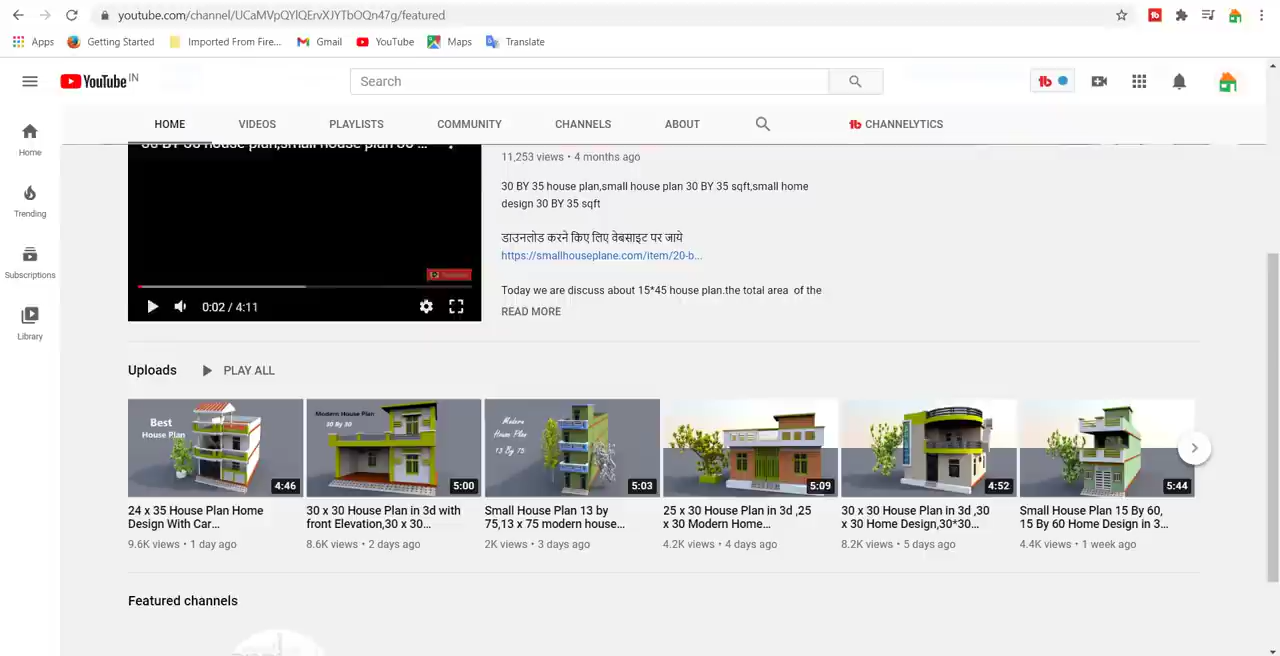 youtube.com/channel/UCaMVpQYlQErvXJYTbOQn47g/featured
Apps
Getting Started
Imported From Fire...
Gmail
YouTube
Maps
Translate
YouTube IN
Search
HOME
VIDEOS
PLAYLISTS
COMMUNITY
CHANNELS
ABOUT
CHANNELYTICS
Home
Trending
Subscriptions
Library
30 BY 35 house plan,small house plan 30 ...
0:02 / 4:11
11,253 views • 4 months ago
30 BY 35 house plan,small house plan 30 BY 35 sqft,small home
design 30 BY 35 sqft
डाउनलोड करने किए लिए वेबसाइट पर जाये
https://smallhouseplane.com/item/20-b...
Today we are discuss about 15*45 house plan.the total area of the
READ MORE
Uploads
PLAY ALL
Best
House Plan
4:46
Modern House Plan
30 By 30
5:00
Modern
House Plan
13 By 75
5:03
5:09
4:52
5:44
24 x 35 House Plan Home
Design With Car...
9.6K views • 1 day ago
30 x 30 House Plan in 3d with
front Elevation,30 x 30...
8.6K views • 2 days ago
Small House Plan 13 by
75,13 x 75 modern house...
2K views • 3 days ago
25 x 30 House Plan in 3d ,25
x 30 Modern Home...
4.2K views • 4 days ago
30 x 30 House Plan in 3d ,30
x 30 Home Design,30*30...
8.2K views • 5 days ago
Small House Plan 15 By 60,
15 By 60 Home Design in 3...
4.4K views • 1 week ago
Featured channels